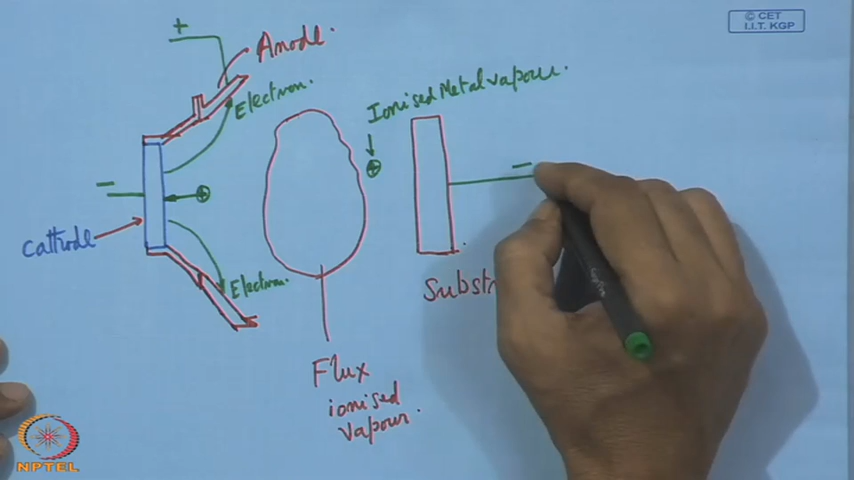 © CET
I.I.T. KGP
+
Anode.
Electron.
Ionised Metal vapour.
Cathode
Electron.
Flux
ionised
vapour.
NPTEL